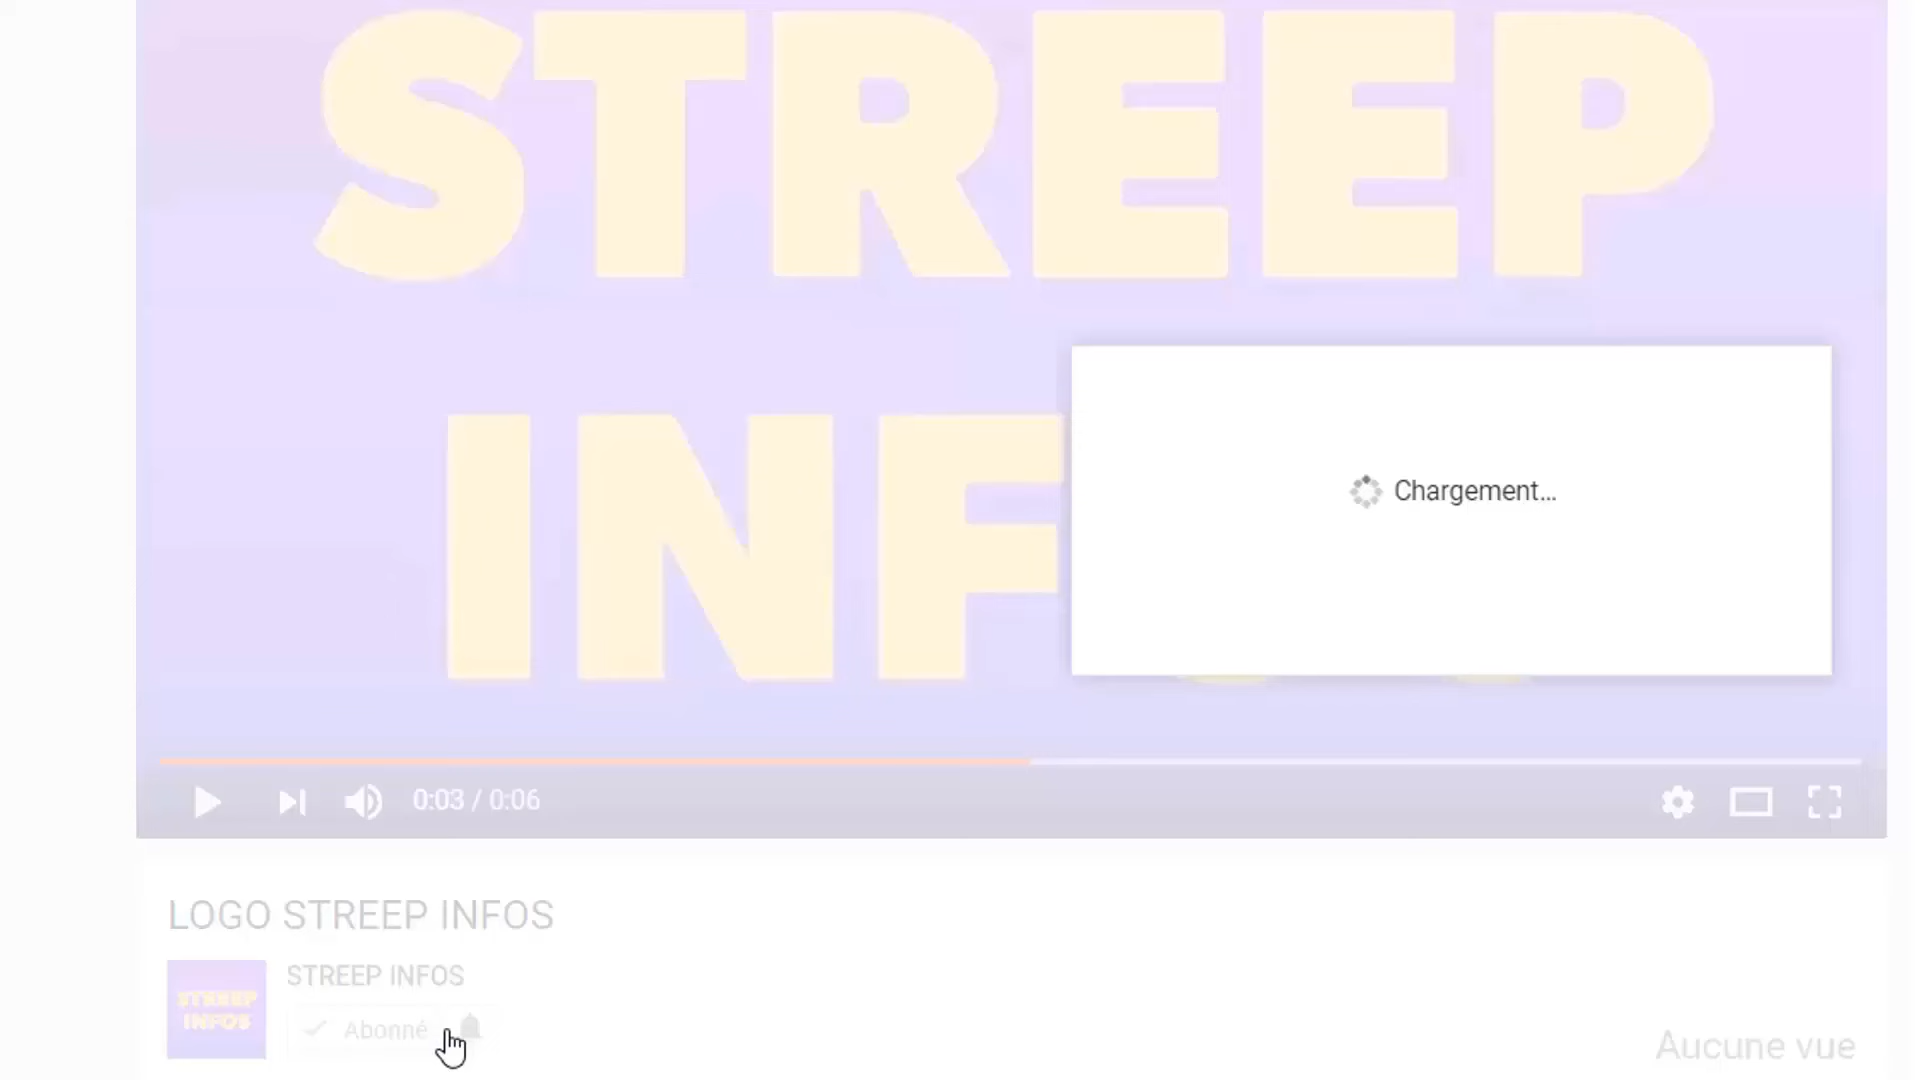 STREEP
INF
Chargement...
0:03 / 0:06
LOGO STREEP INFOS
STREEP INFOS
STREEP
INFOS
Abonné
Aucune vue